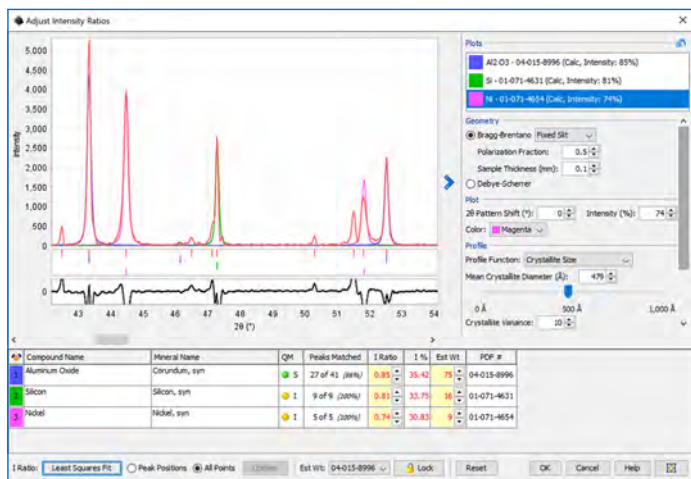 Adjust Intensity Ratios
5,000
4,500
4,000
3,500
3,000
2,500
2,000
1,500
1,000
500
0
Intensity
0
43 44 45 46 47 48 49 50 51 52 53 54
2θ (°)
Plots
Al2 O3 - 04-015-8996 (Calc, Intensity: 85%)
Si - 01-071-4631 (Calc, Intensity: 81%)
Ni - 01-071-4654 (Calc, Intensity: 74%)
Geometry
Bragg-Brentano Fixed Slit
Polarization Fraction: 0.5
Sample Thickness (mm): 0.1
Debye-Scherrer
Plot
2θ Pattern Shift (°): 0 Intensity (%): 74
Color: Magenta
Profile
Profile Function: Crystallite Size
Mean Crystallite Diameter (Å): 479
0 Å 500 Å 1,000 Å
Crystallite Variance: 10
Compound Name Mineral Name QM Peaks Matched I Ratio I % Est Wt PDF #
1 Aluminum Oxide Corundum, syn S 27 of 41 (66%) 0.85 35.42 75 04-015-8996
2 Silicon Silicon, syn I 9 of 9 (100%) 0.81 33.75 16 01-071-4631
3 Nickel Nickel, syn I 5 of 5 (100%) 0.74 30.83 9 01-071-4654
I Ratio: Least Squares Fit Peak Positions All Points Est Wt: 04-015-8996 Lock Reset OK Cancel Help